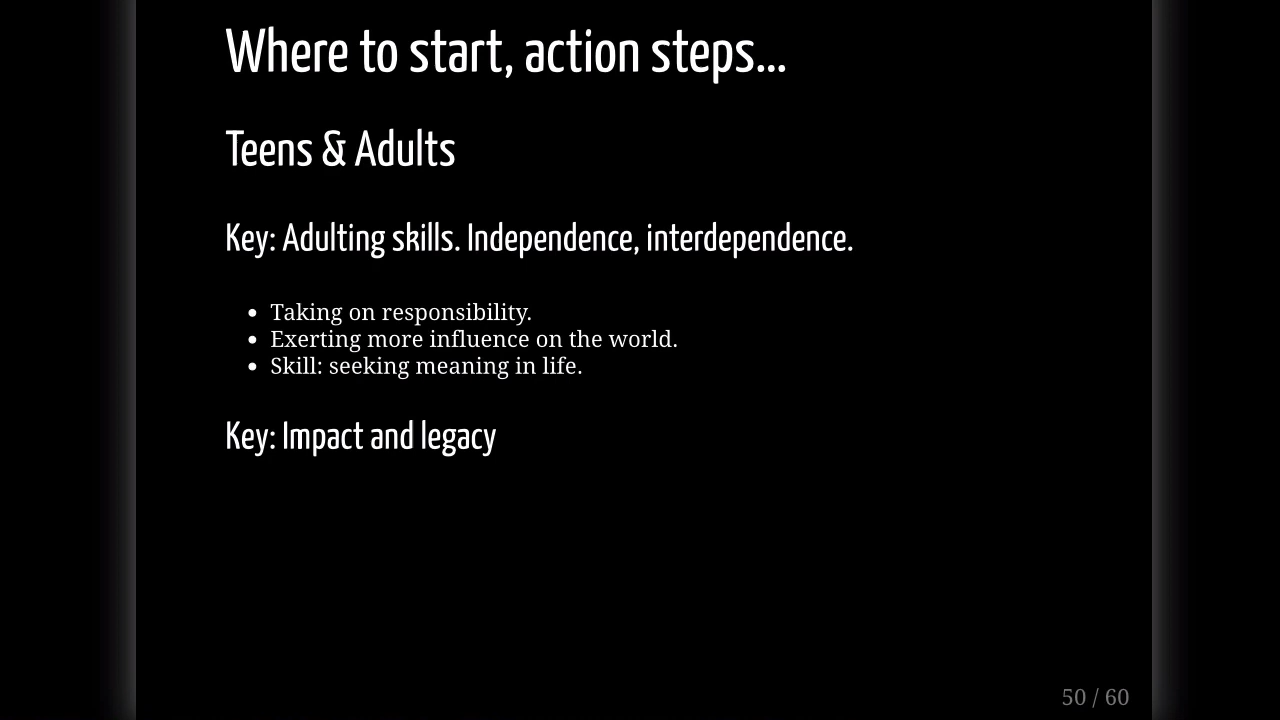 Where to start, action steps...
Teens & Adults
Key: Adulting skills. Independence, interdependence.
• Taking on responsibility.
• Exerting more influence on the world.
• Skill: seeking meaning in life.
Key: Impact and legacy
50 / 60